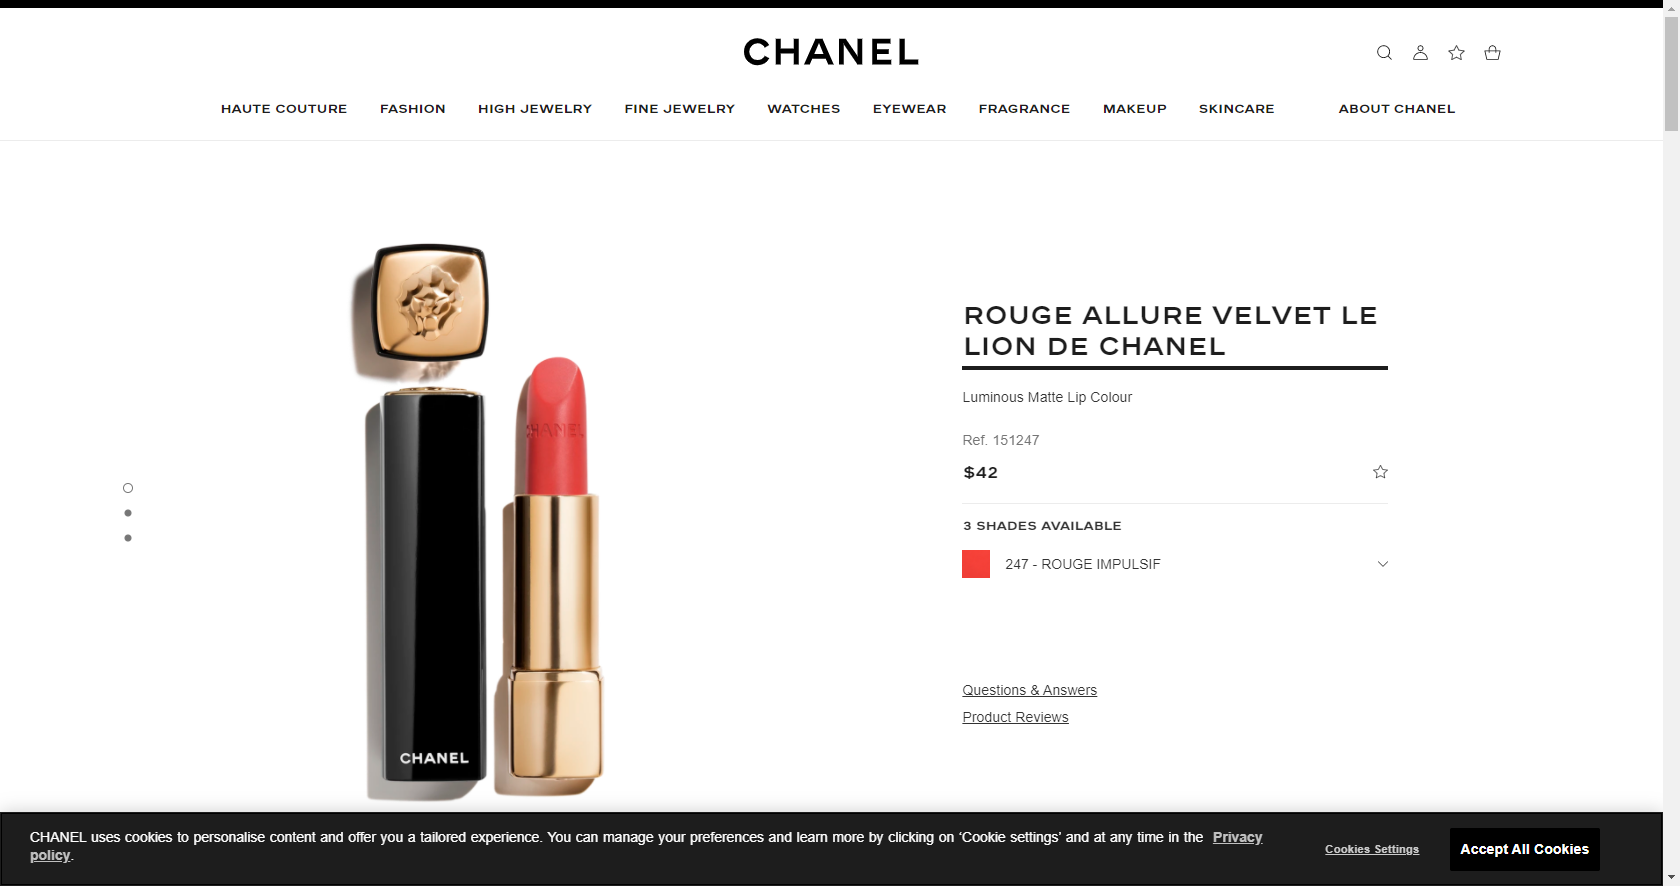 CHANEL
HAUTE COUTURE FASHION HIGH JEWELRY FINE JEWELRY WATCHES EYEWEAR FRAGRANCE MAKEUP SKINCARE ABOUT CHANEL
CHANEL
CHANEL
ROUGE ALLURE VELVET LE
LION DE CHANEL
Luminous Matte Lip Colour
Ref. 151247
$42
3 SHADES AVAILABLE
247 - ROUGE IMPULSIF
Questions & Answers
Product Reviews
CHANEL uses cookies to personalise content and offer you a tailored experience. You can manage your preferences and learn more by clicking on ‘Cookie settings’ and at any time in the Privacy
policy.
Cookies Settings
Accept All Cookies